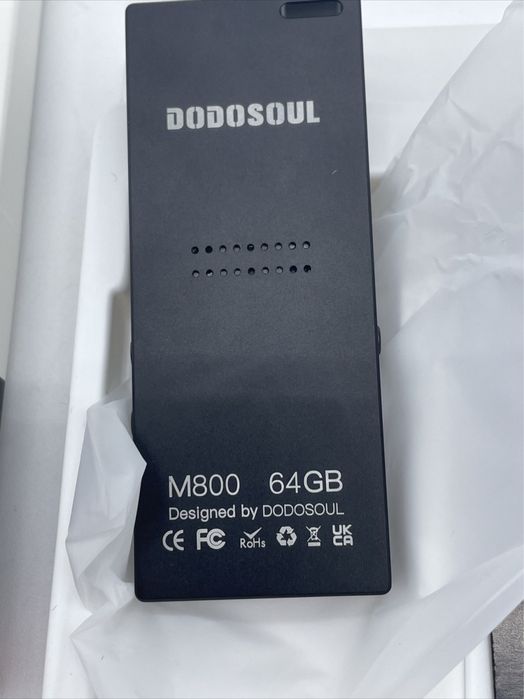 DODOSOUL
M800 64GB
Designed by DODOSOUL
CE FC RoHS UK CA